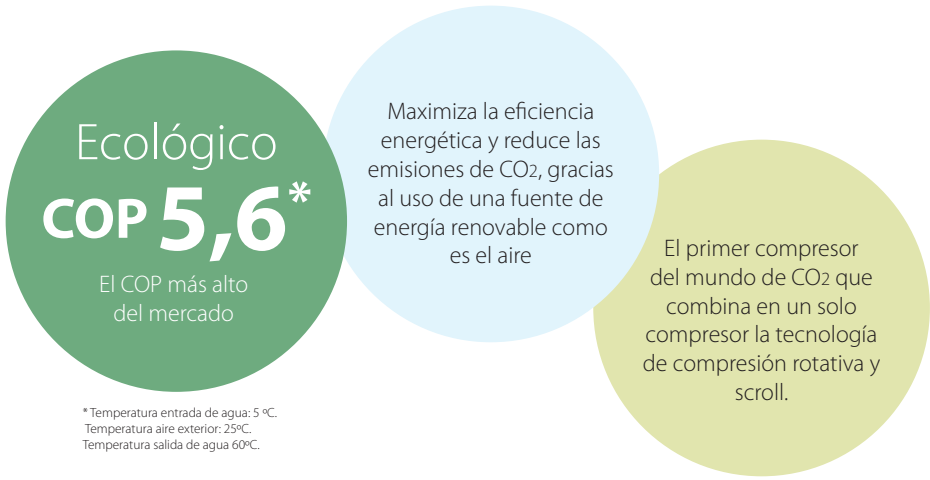 Ecológico
COP 5,6*
El COP más alto
del mercado
* Temperatura entrada de agua: 5 ºC.
Temperatura aire exterior: 25ºC.
Temperatura salida de agua 60ºC.
Maximiza la eficiencia
energética y reduce las
emisiones de CO2, gracias
al uso de una fuente de
energía renovable como
es el aire
El primer compresor
del mundo de CO2 que
combina en un solo
compresor la tecnología
de compresión rotativa y
scroll.